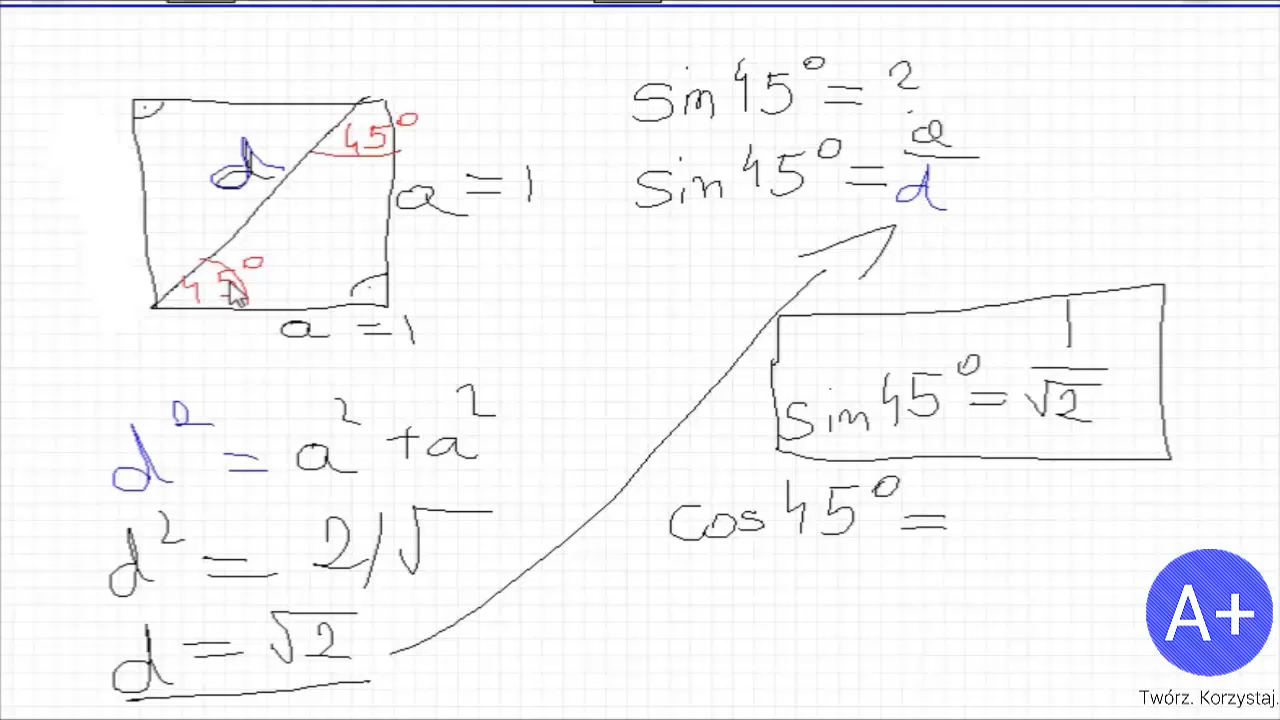 45°
d
a = 1
45°
a = 1
d² = a² + a²
d² = 2 /√
d = √2
sin 45° = ?
sin 45° = a/d
sin 45° = 1/√2
cos 45° =
A+
Twórz. Korzystaj